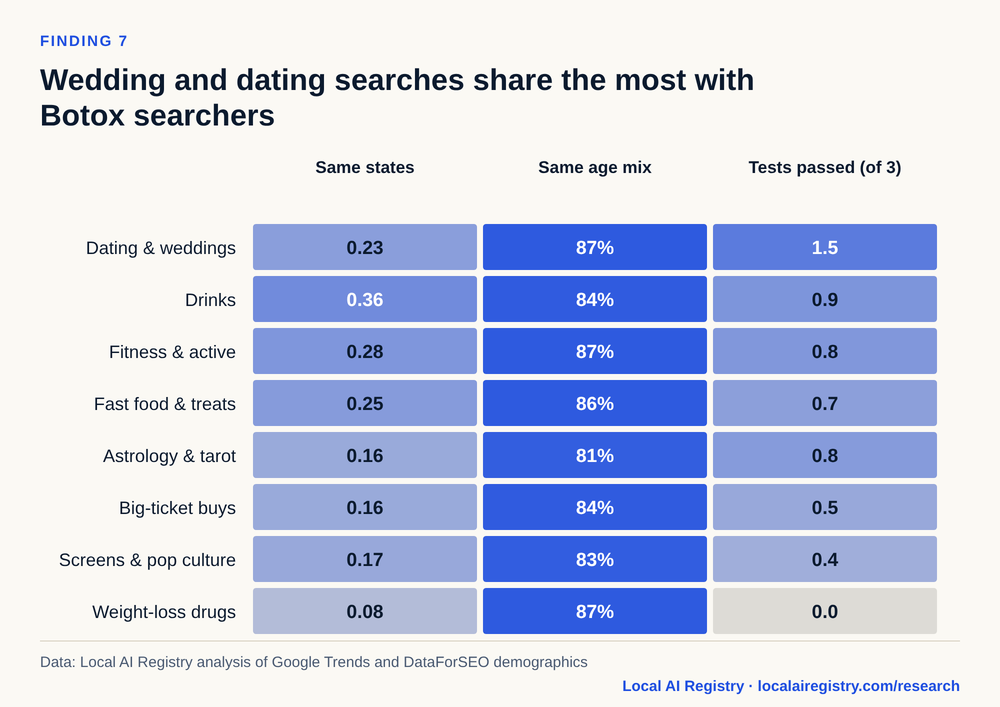 FINDING 7
Wedding and dating searches share the most with
Botox searchers
Same states Same age mix Tests passed (of 3)
Dating & weddings 0.23 87% 1.5
Drinks 0.36 84% 0.9
Fitness & active 0.28 87% 0.8
Fast food & treats 0.25 86% 0.7
Astrology & tarot 0.16 81% 0.8
Big-ticket buys 0.16 84% 0.5
Screens & pop culture 0.17 83% 0.4
Weight-loss drugs 0.08 87% 0.0
Data: Local AI Registry analysis of Google Trends and DataForSEO demographics
Local AI Registry · localairegistry.com/research